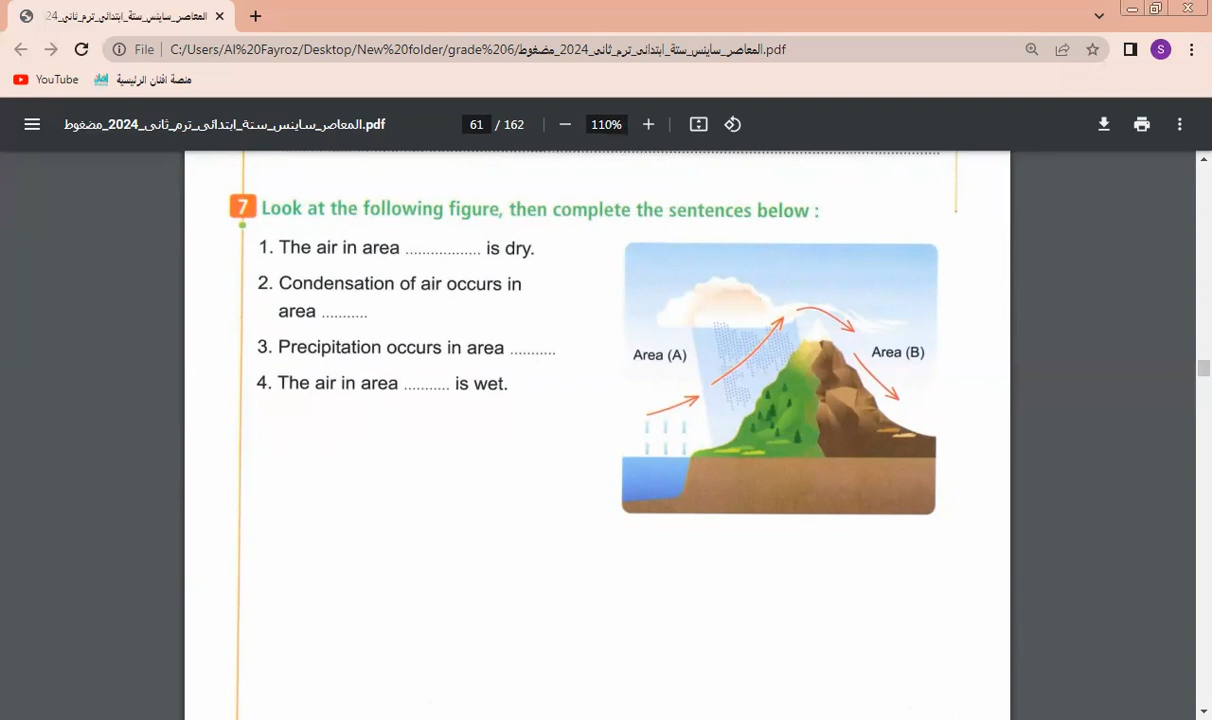 المعاصر_ساينس_ستة_ابتدائى_ترم_ثانى_24
File C:/Users/Al%20Fayroz/Desktop/New%20folder/grade%206/المعاصر_ساينس_ستة_ابتدائى_ترم_ثانى_2024_مضغوط.pdf
S
YouTube منصة افنان الرئيسية
المعاصر_ساينس_ستة_ابتدائى_ترم_ثانى_2024_مضغوط.pdf 61 / 162 110%
7 Look at the following figure, then complete the sentences below :
1. The air in area .................. is dry.
2. Condensation of air occurs in
area ...........
3. Precipitation occurs in area ...........
4. The air in area ........... is wet.
Area (A)
Area (B)